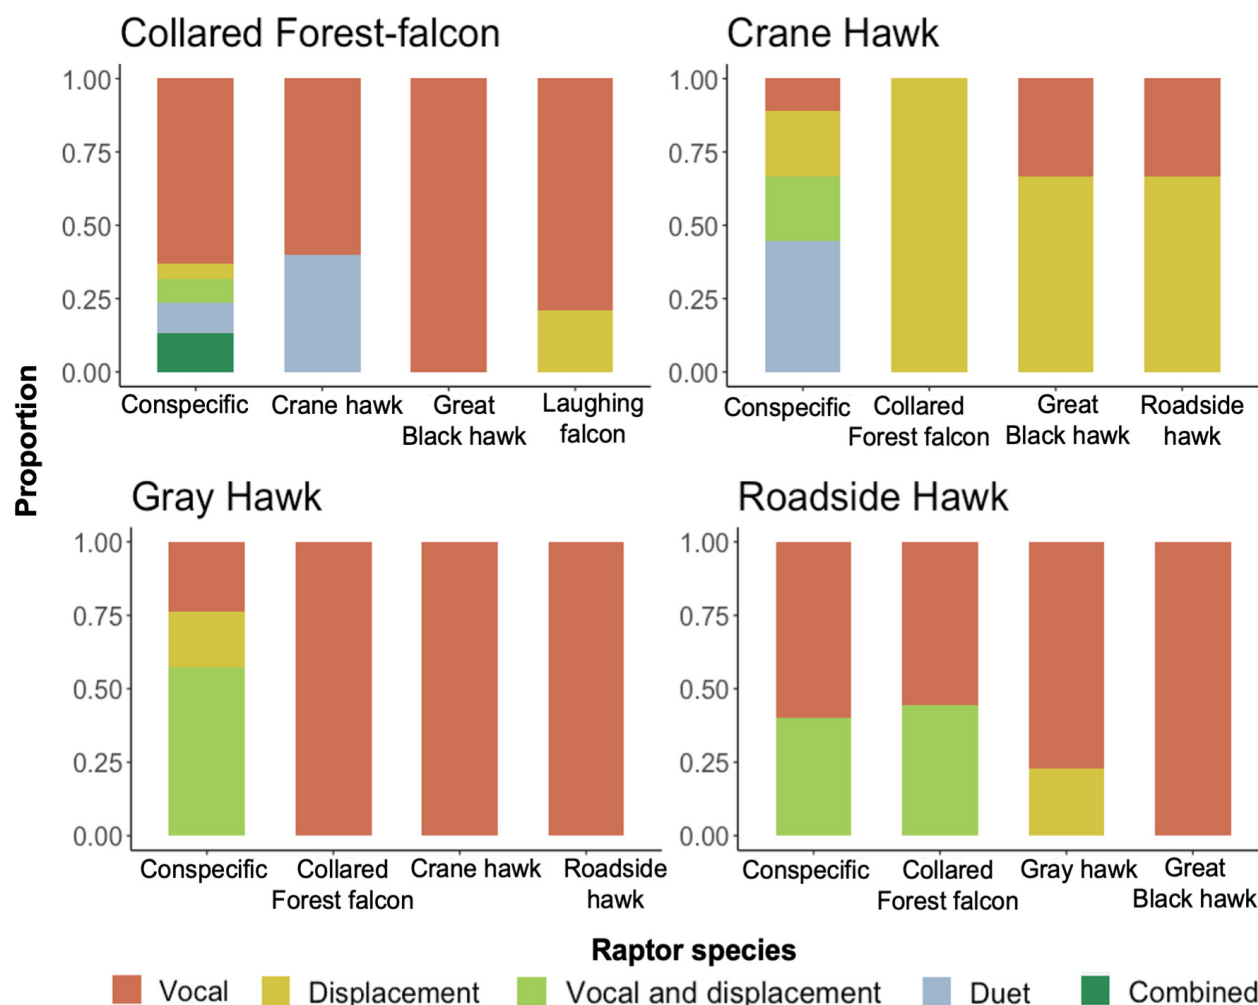 Collared Forest-falcon
1.00
0.75
0.50
0.25
0.00
Conspecific
Crane hawk
Great
Black hawk
Laughing
falcon
Crane Hawk
1.00
0.75
0.50
0.25
0.00
Conspecific
Collared
Forest falcon
Great
Black hawk
Roadside
hawk
Proportion
Gray Hawk
1.00
0.75
0.50
0.25
0.00
Conspecific
Collared
Forest falcon
Crane hawk
Roadside
hawk
Roadside Hawk
1.00
0.75
0.50
0.25
0.00
Conspecific
Collared
Forest falcon
Gray hawk
Great
Black hawk
Raptor species
Vocal
Displacement
Vocal and displacement
Duet
Combined